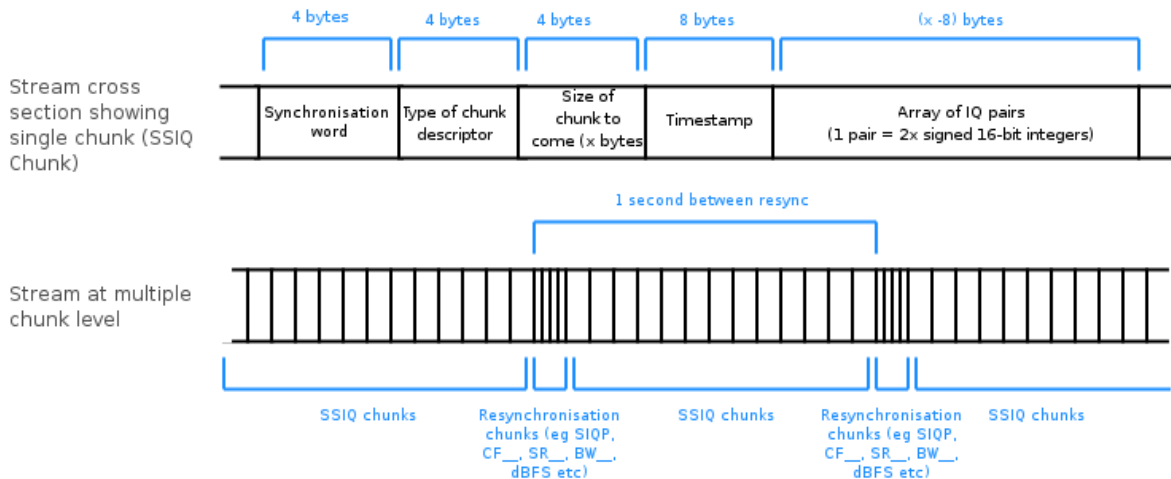 4 bytes
4 bytes
4 bytes
8 bytes
(x -8) bytes
Stream cross
section showing
single chunk (SSIQ
Chunk)
Synchronisation
word
Type of chunk
descriptor
Size of
chunk to
come (x bytes
Timestamp
Array of IQ pairs
(1 pair = 2x signed 16-bit integers)
1 second between resync
Stream at multiple
chunk level
SSIQ chunks
Resynchronisation
chunks (eg SIQP,
CF__, SR__, BW__,
dBFS etc)
SSIQ chunks
Resynchronisation
chunks (eg SIQP,
CF__, SR__, BW__,
dBFS etc)
SSIQ chunks